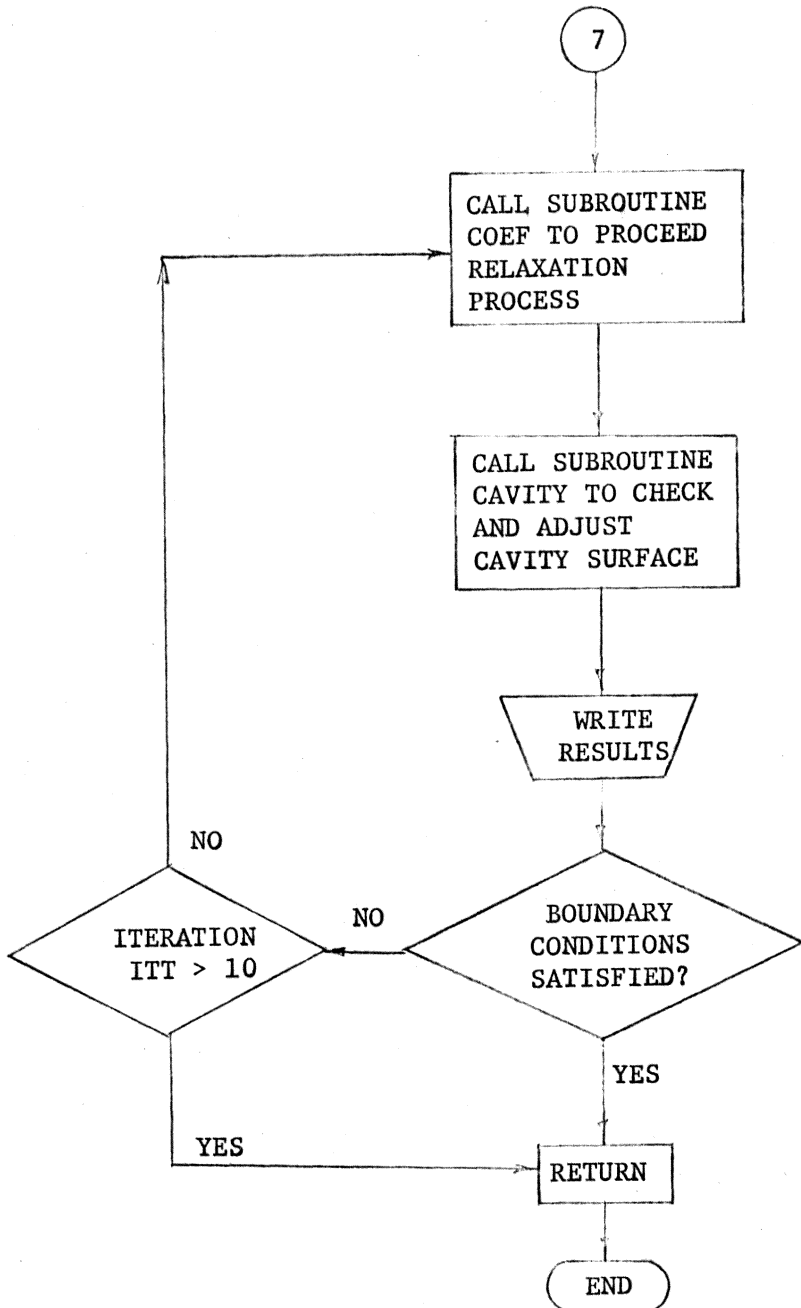 7
CALL SUBROUTINE
COEF TO PROCEED
RELAXATION
PROCESS
CALL SUBROUTINE
CAVITY TO CHECK
AND ADJUST
CAVITY SURFACE
WRITE
RESULTS
NO
NO
ITERATION
ITT > 10
BOUNDARY
CONDITIONS
SATISFIED?
YES
YES
RETURN
END